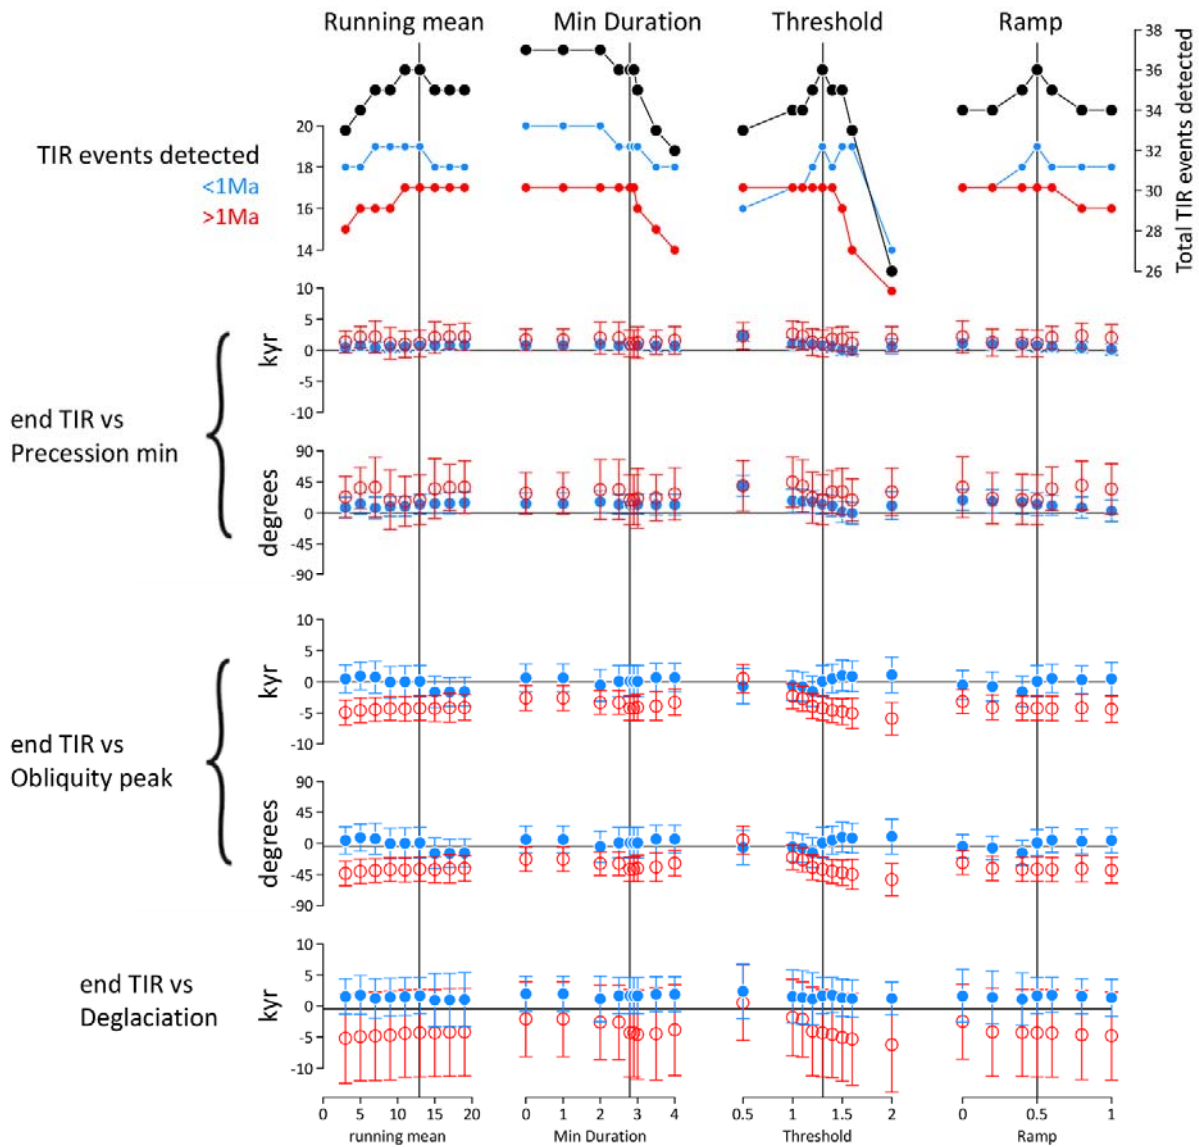 Running mean Min Duration Threshold Ramp
38
36
34
32
30
28
26
Total TIR events detected
20
18
16
14
TIR events detected
<1Ma
>1Ma
10
5
0
-5
-10
kyr
end TIR vs
Precession min
90
45
0
-45
-90
degrees
10
5
0
-5
-10
kyr
end TIR vs
Obliquity peak
90
45
0
-45
-90
degrees
10
5
0
-5
-10
kyr
end TIR vs
Deglaciation
0 5 10 15 20 0 1 2 3 4 0.5 1 1.5 2 0 0.5 1
running mean Min Duration Threshold Ramp